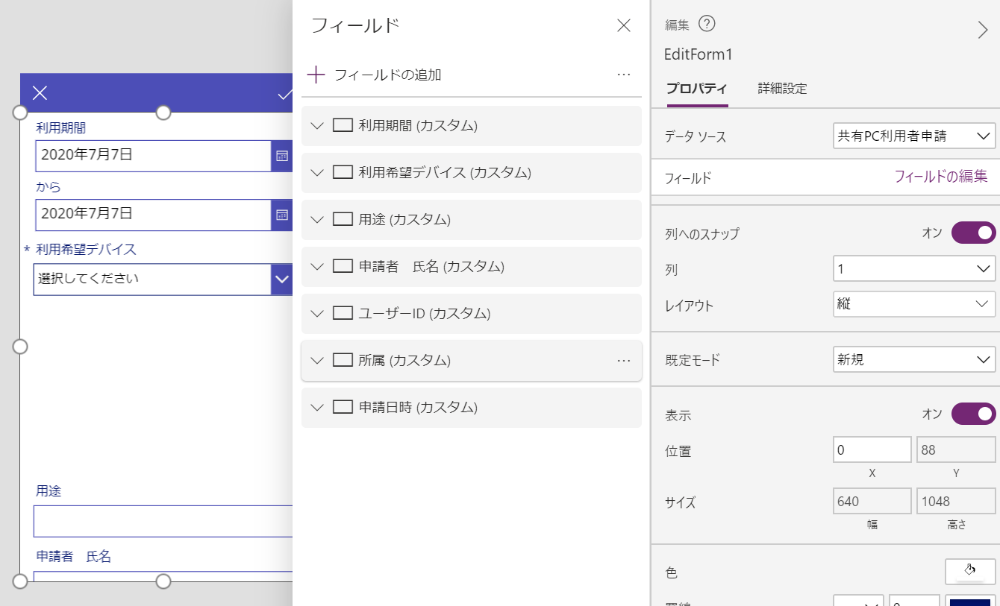 利用期間
2020年7月7日
から
2020年7月7日
* 利用希望デバイス
選択してください
用途
申請者　氏名
フィールド
フィールドの追加
...
利用期間 (カスタム)
利用希望デバイス (カスタム)
用途 (カスタム)
申請者　氏名 (カスタム)
ユーザーID (カスタム)
所属 (カスタム)
...
申請日時 (カスタム)
編集 ?
EditForm1
プロパティ 詳細設定
データ ソース 共有PC利用者申請
フィールド フィールドの編集
列へのスナップ オン
列 1
レイアウト 縦
既定モード 新規
表示 オン
位置 0 88
X Y
サイズ 640 1048
幅 高さ
色